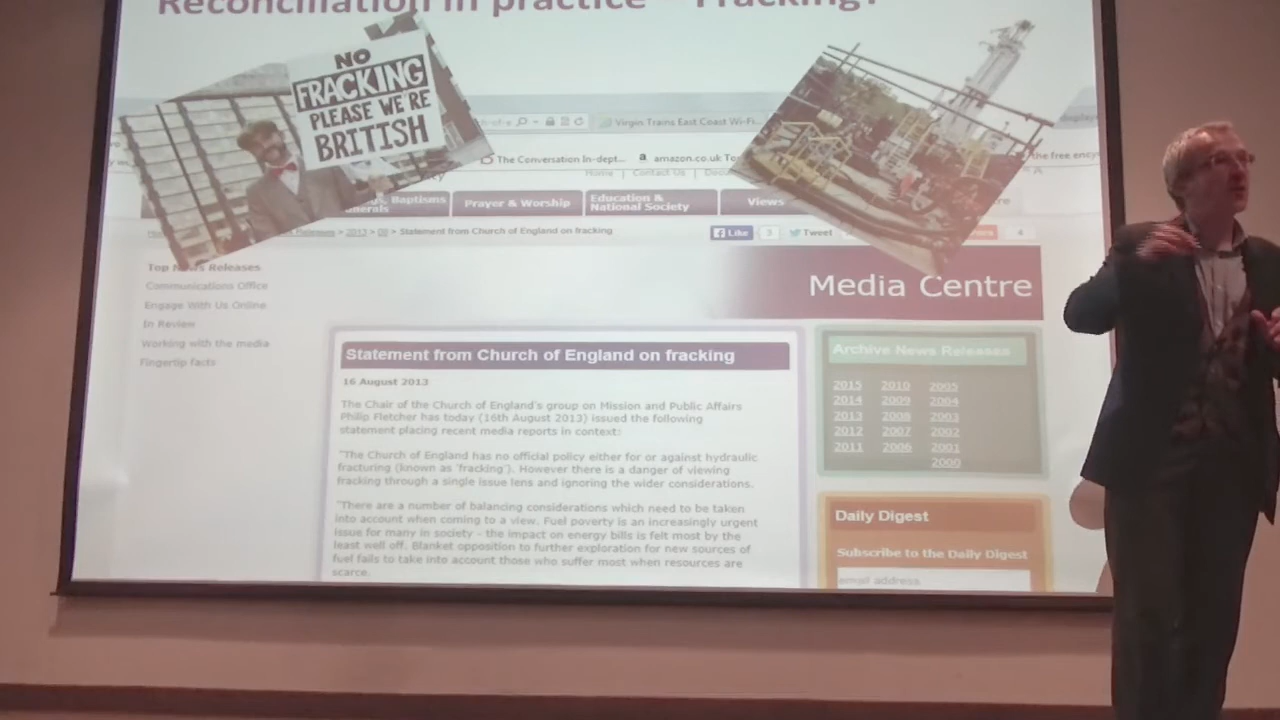 Reconciliation in practice – Fracking?
NO
FRACKING
PLEASE WE'RE
BRITISH
Virgin Trains East Coast Wi-Fi...
The Conversation In-dept...
amazon.co.uk
the free ency
Home | Contact Us |
Baptisms
Prayer & Worship
Education &
National Society
Views
Releases > 2013 > > Statement from Church of England on fracking
Like
3
Tweet
4
Top News Releases
Communications Office
Engage With Us Online
In Review
Working with the media
Fingertip facts
Media Centre
Statement from Church of England on fracking
16 August 2013
The Chair of the Church of England's group on Mission and Public Affairs
Philip Fletcher has today (16th August 2013) issued the following
statement placing recent media reports in context:
"The Church of England has no official policy either for or against hydraulic
fracturing (known as 'fracking'). However there is a danger of viewing
fracking through a single issue lens and ignoring the wider considerations.
"There are a number of balancing considerations which need to be taken
into account when coming to a view. Fuel poverty is an increasingly urgent
issue for many in society - the impact on energy bills is felt most by the
least well off. Blanket opposition to further exploration for new sources of
fuel fails to take into account those who suffer most when resources are
scarce.
Archive News Releases
2015 2010 2005
2014 2009 2004
2013 2008 2003
2012 2007 2002
2011 2006 2001
2000
Daily Digest
Subscribe to the Daily Digest
email address